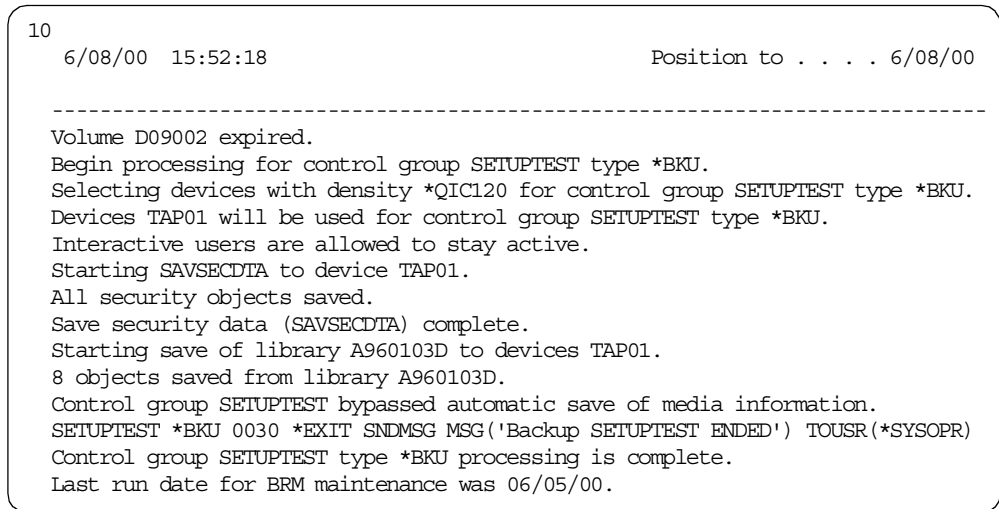 10
6/08/00 15:52:18 Position to . . . . 6/08/00
------------------------------------------------------------------------------
Volume D09002 expired.
Begin processing for control group SETUPTEST type *BKU.
Selecting devices with density *QIC120 for control group SETUPTEST type *BKU.
Devices TAP01 will be used for control group SETUPTEST type *BKU.
Interactive users are allowed to stay active.
Starting SAVSECDTA to device TAP01.
All security objects saved.
Save security data (SAVSECDTA) complete.
Starting save of library A960103D to devices TAP01.
8 objects saved from library A960103D.
Control group SETUPTEST bypassed automatic save of media information.
SETUPTEST *BKU 0030 *EXIT SNDMSG MSG('Backup SETUPTEST ENDED') TOUSR(*SYSOPR)
Control group SETUPTEST type *BKU processing is complete.
Last run date for BRM maintenance was 06/05/00.